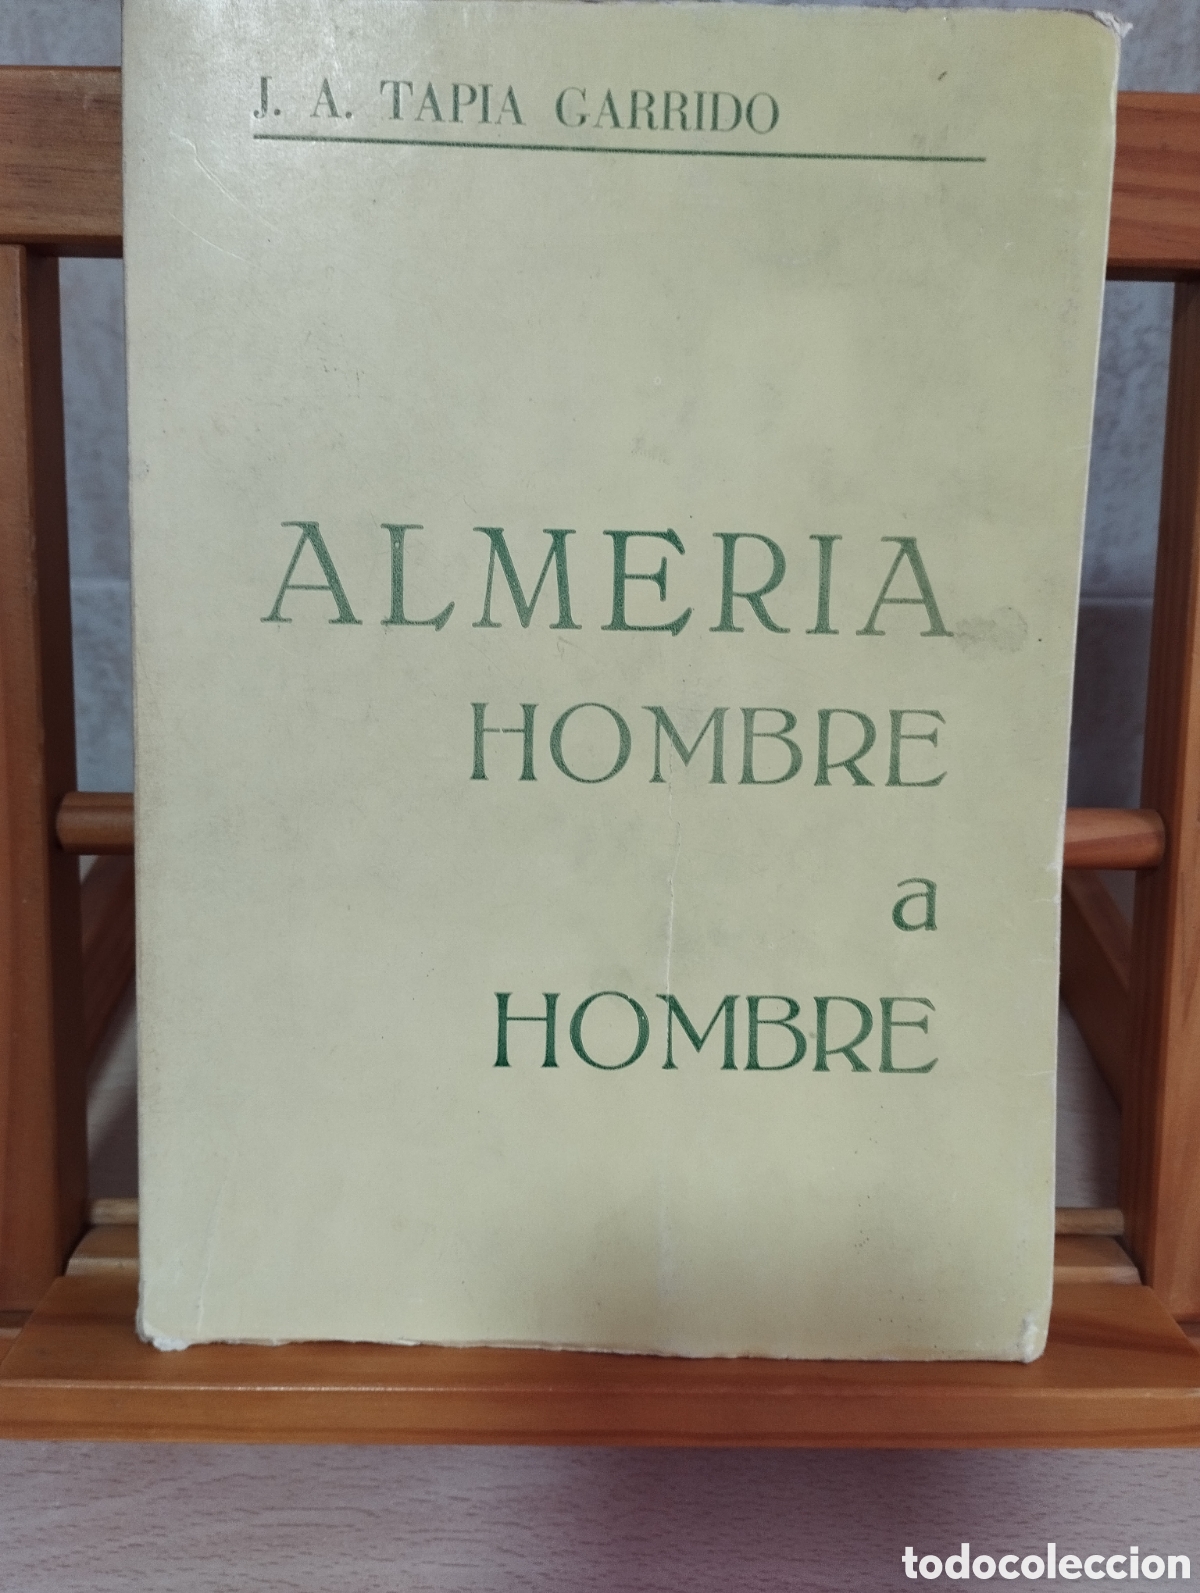 J. A. TAPIA GARRIDO
ALMERIA
HOMBRE
a
HOMBRE
todocoleccion